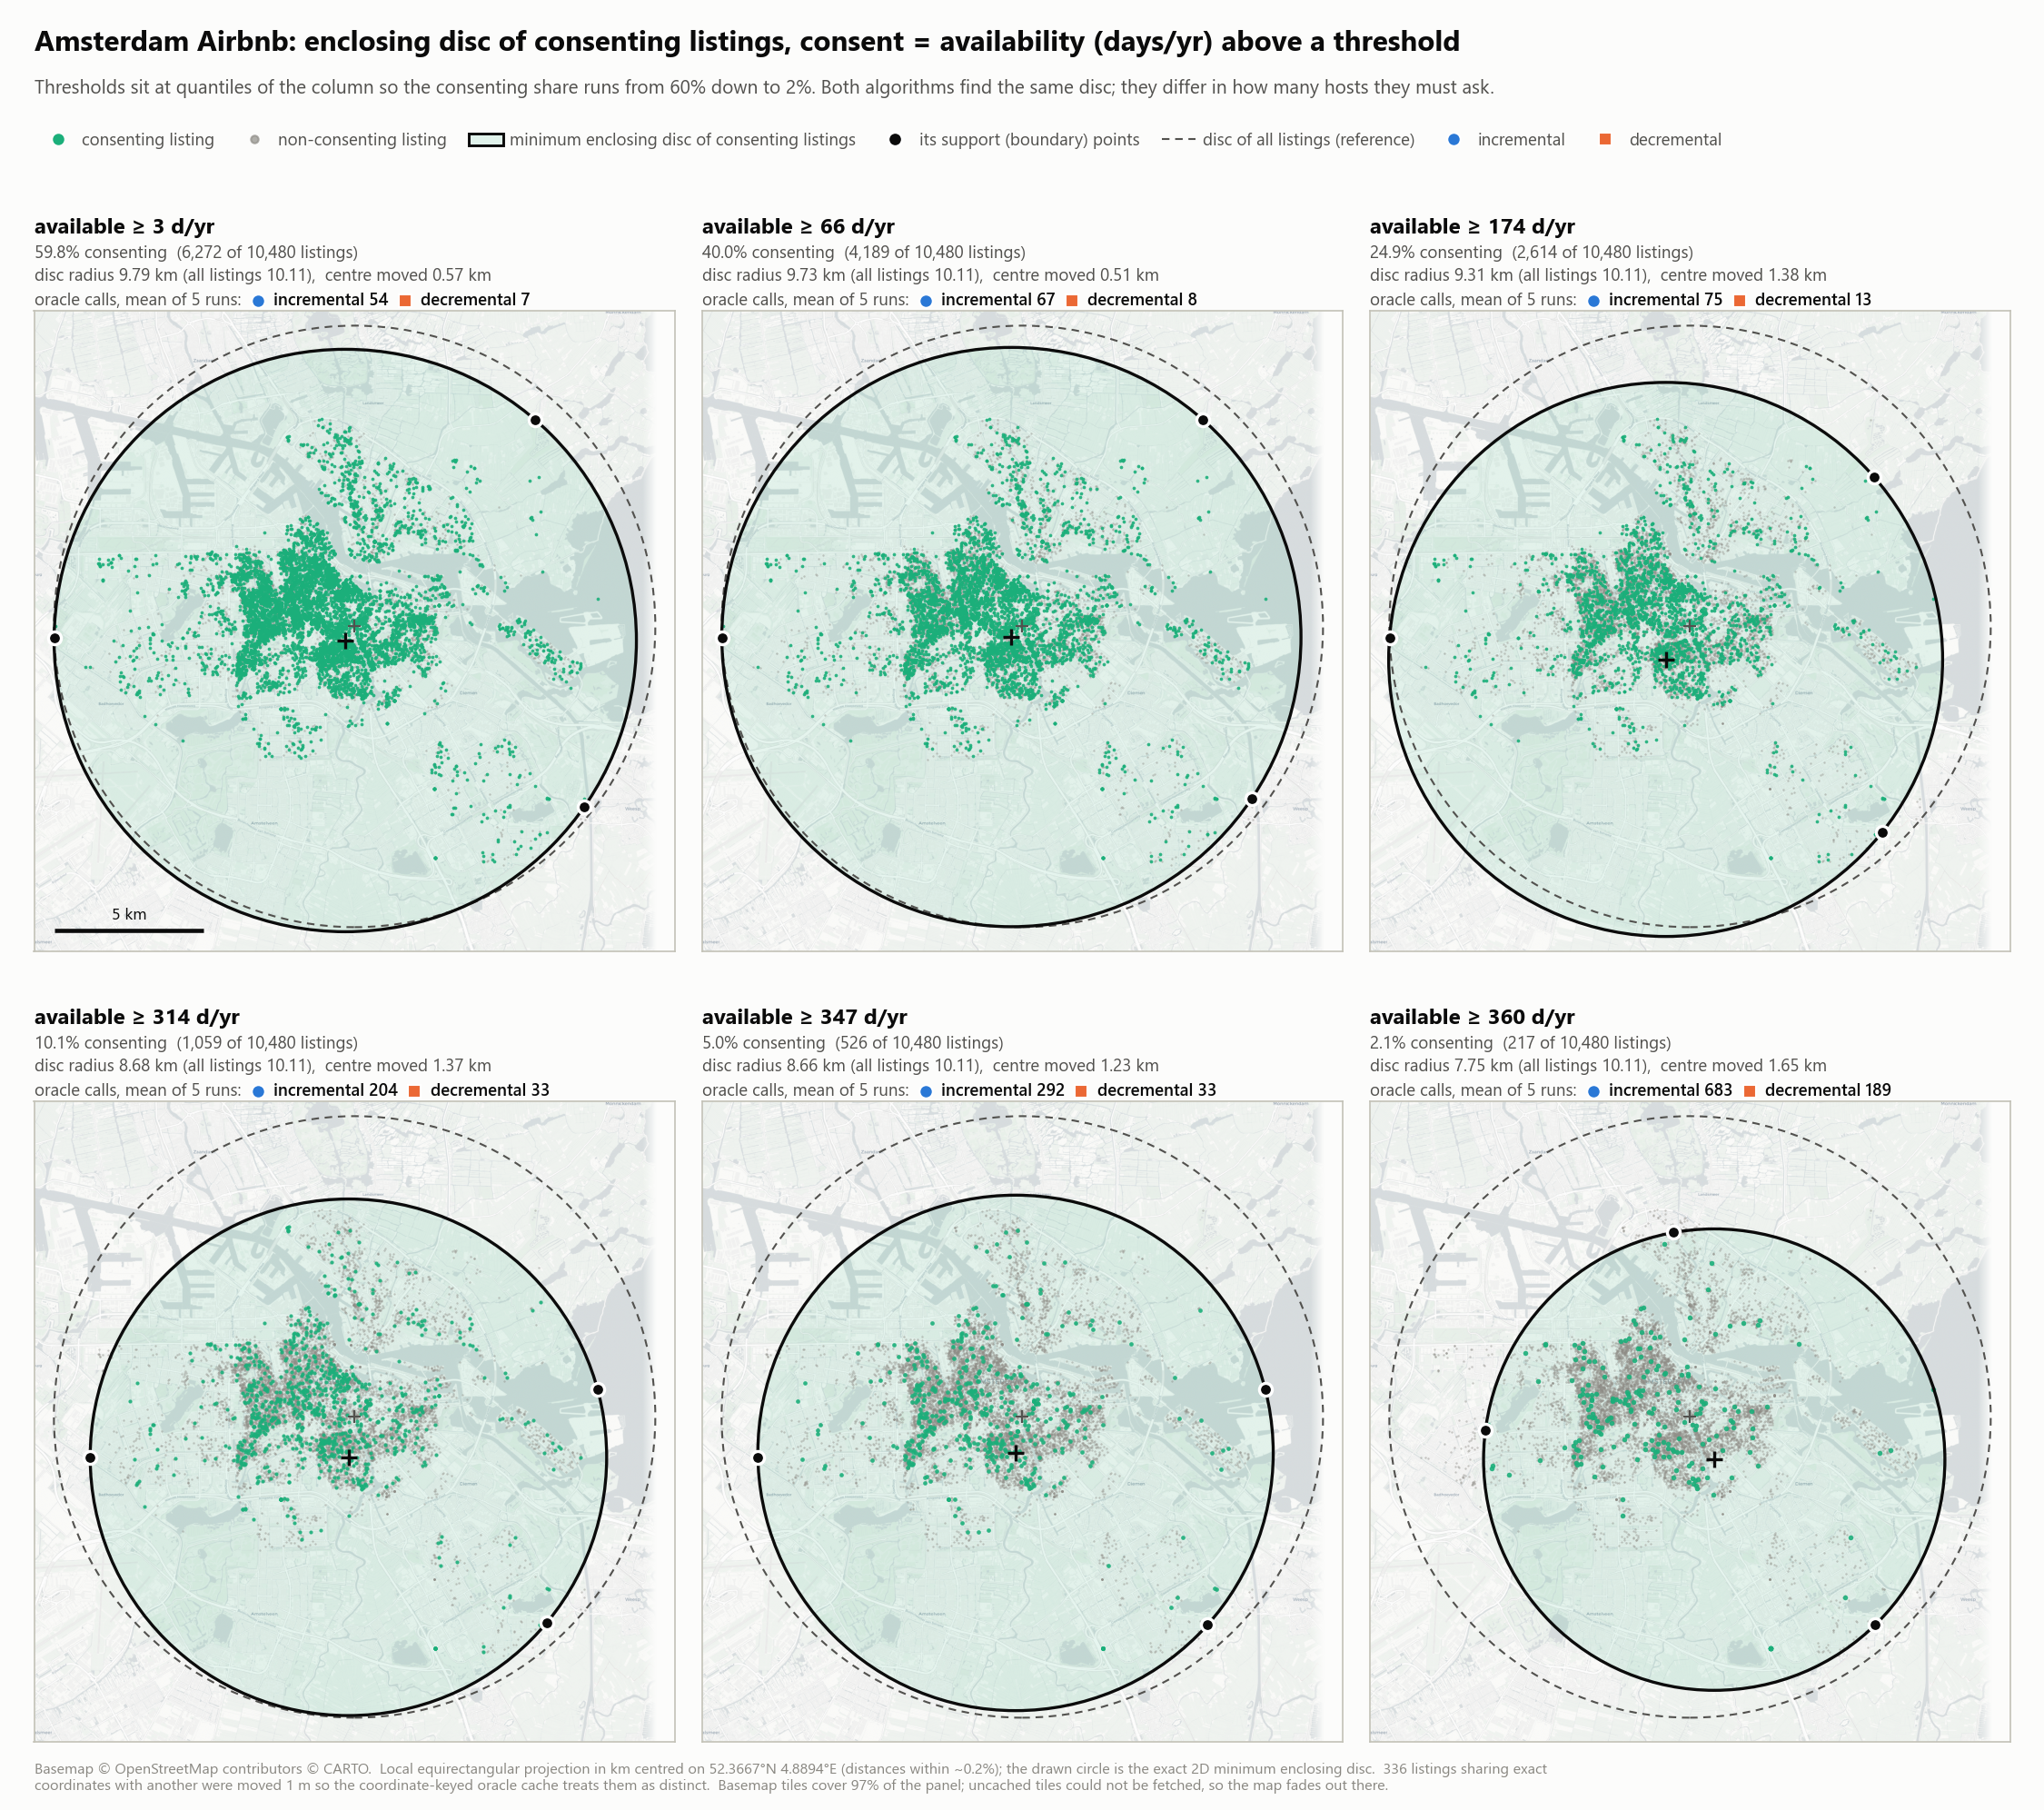 Amsterdam Airbnb: enclosing disc of consenting listings, consent = availability (days/yr) above a threshold
Thresholds sit at quantiles of the column so the consenting share runs from 60% down to 2%. Both algorithms find the same disc; they differ in how many hosts they must ask.
consenting listing non-consenting listing minimum enclosing disc of consenting listings its support (boundary) points disc of all listings (reference) incremental decremental
available ≥ 3 d/yr
59.8% consenting (6,272 of 10,480 listings)
disc radius 9.79 km (all listings 10.11), centre moved 0.57 km
oracle calls, mean of 5 runs: incremental 54 decremental 7
5 km
available ≥ 66 d/yr
40.0% consenting (4,189 of 10,480 listings)
disc radius 9.73 km (all listings 10.11), centre moved 0.51 km
oracle calls, mean of 5 runs: incremental 67 decremental 8
available ≥ 174 d/yr
24.9% consenting (2,614 of 10,480 listings)
disc radius 9.31 km (all listings 10.11), centre moved 1.38 km
oracle calls, mean of 5 runs: incremental 75 decremental 13
available ≥ 314 d/yr
10.1% consenting (1,059 of 10,480 listings)
disc radius 8.68 km (all listings 10.11), centre moved 1.37 km
oracle calls, mean of 5 runs: incremental 204 decremental 33
available ≥ 347 d/yr
5.0% consenting (526 of 10,480 listings)
disc radius 8.66 km (all listings 10.11), centre moved 1.23 km
oracle calls, mean of 5 runs: incremental 292 decremental 33
available ≥ 360 d/yr
2.1% consenting (217 of 10,480 listings)
disc radius 7.75 km (all listings 10.11), centre moved 1.65 km
oracle calls, mean of 5 runs: incremental 683 decremental 189
Basemap © OpenStreetMap contributors © CARTO. Local equirectangular projection in km centred on 52.3667°N 4.8894°E (distances within ~0.2%); the drawn circle is the exact 2D minimum enclosing disc. 336 listings sharing exact
coordinates with another were moved 1 m so the coordinate-keyed oracle cache treats them as distinct. Basemap tiles cover 97% of the panel; uncached tiles could not be fetched, so the map fades out there.